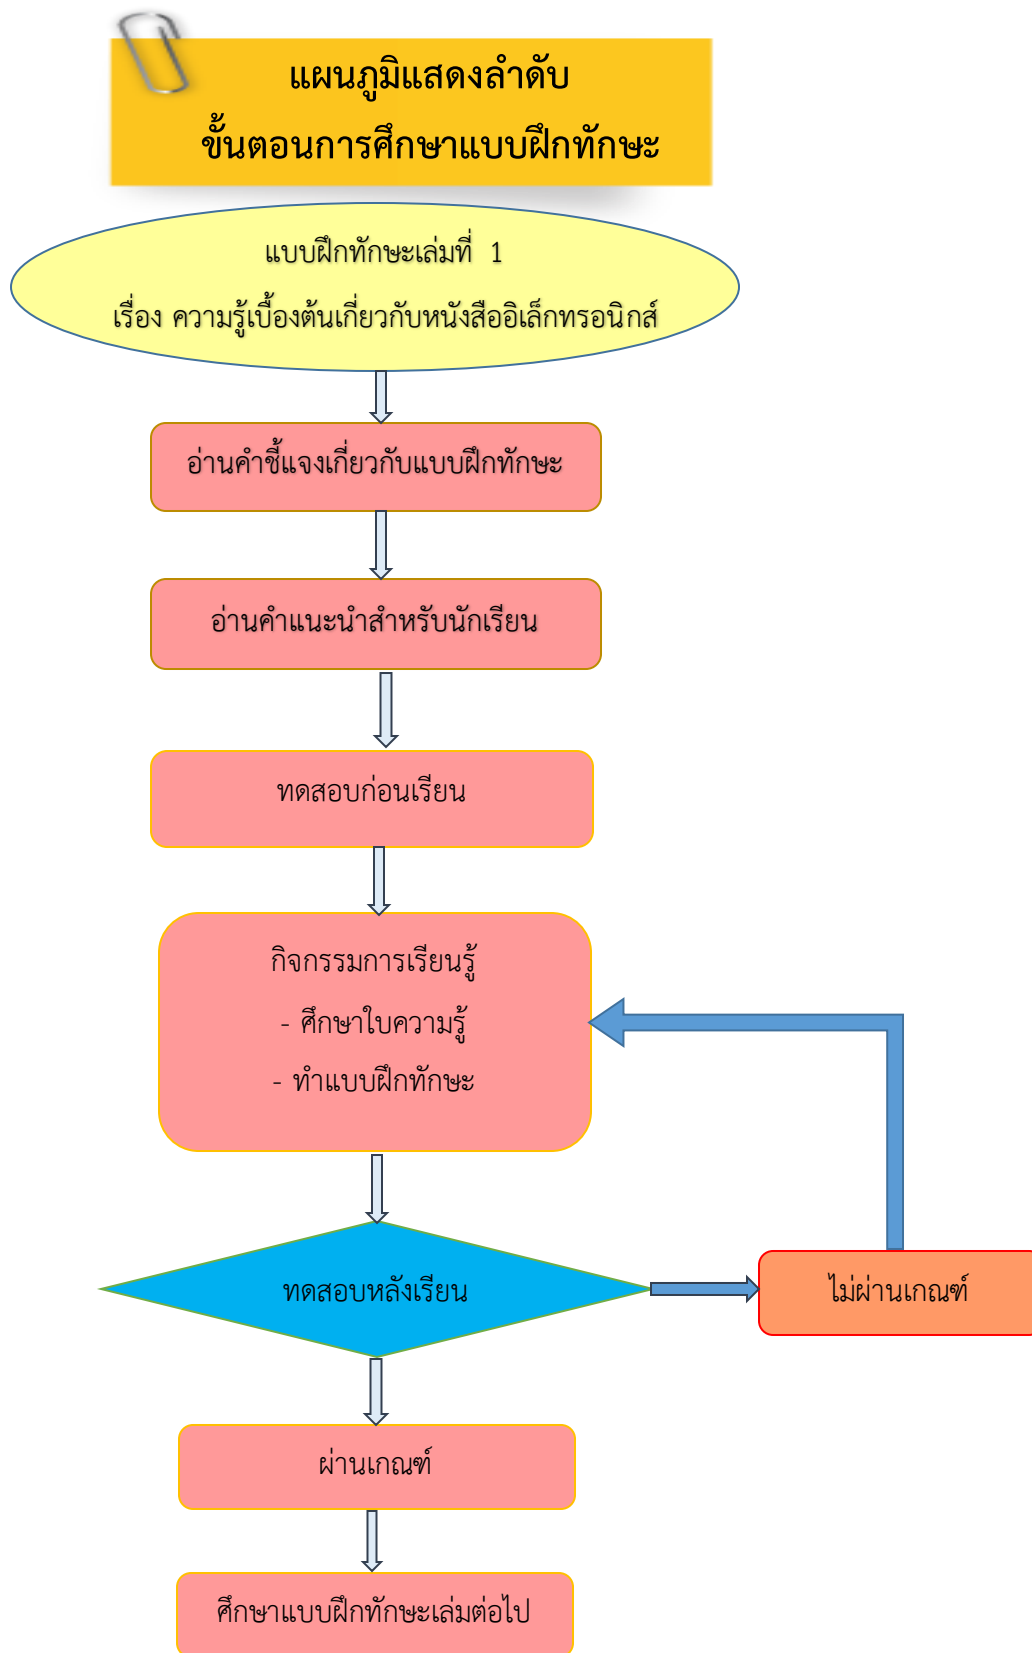 แผนภูมิแสดงลำดับ
ขั้นตอนการศึกษาแบบฝึกทักษะ
แบบฝึกทักษะเล่มที่ 1
เรื่อง ความรู้เบื้องต้นเกี่ยวกับหนังสืออิเล็กทรอนิกส์
อ่านคำชี้แจงเกี่ยวกับแบบฝึกทักษะ
อ่านคำแนะนำสำหรับนักเรียน
ทดสอบก่อนเรียน
กิจกรรมการเรียนรู้
- ศึกษาใบความรู้
- ทำแบบฝึกทักษะ
ทดสอบหลังเรียน
ไม่ผ่านเกณฑ์
ผ่านเกณฑ์
ศึกษาแบบฝึกทักษะเล่มต่อไป